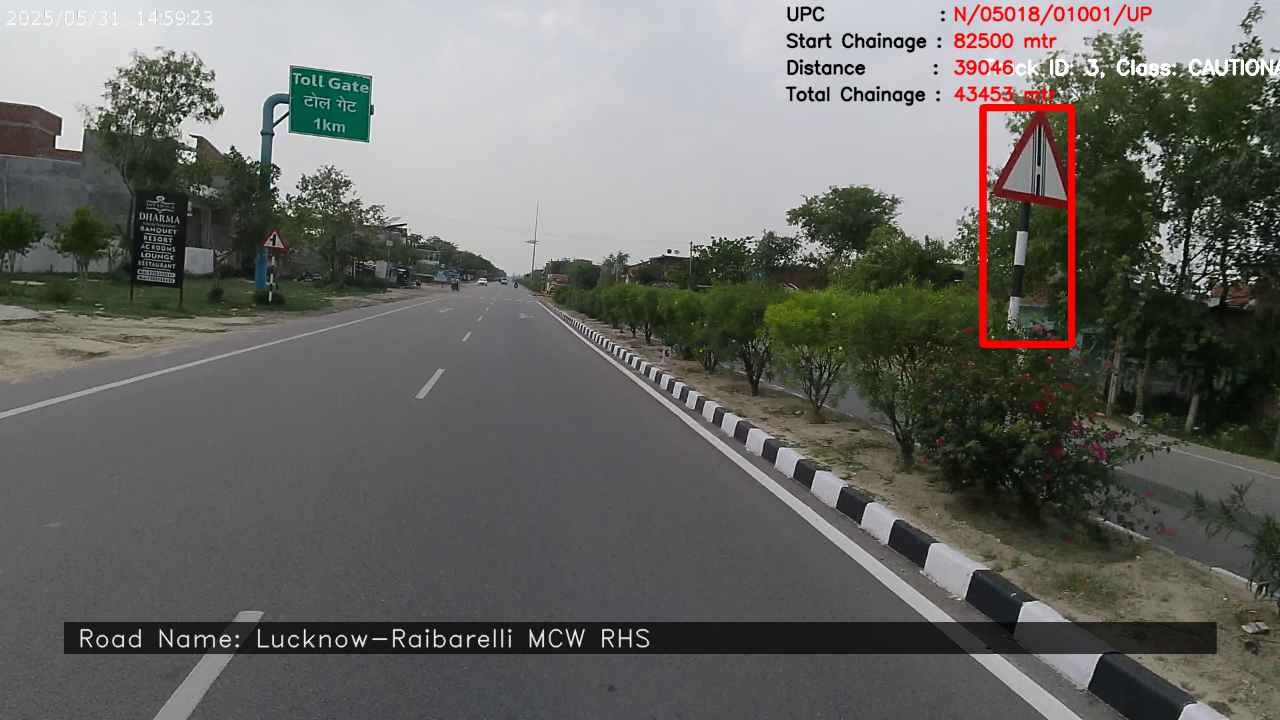 2025/05/31 14:59:23
UPC : N/05018/01001/UP
Start Chainage : 82500 mtr
Distance : 39046
ck ID: 3, Class: CAUTIONA
Total Chainage : 43453 mtr
Toll Gate
टोल गेट
1km
DHARMA
BANQUET
RESORT
AC ROOMS
LOUNGE
RESTAURANT
Road Name: Lucknow-Raibarelli MCW RHS